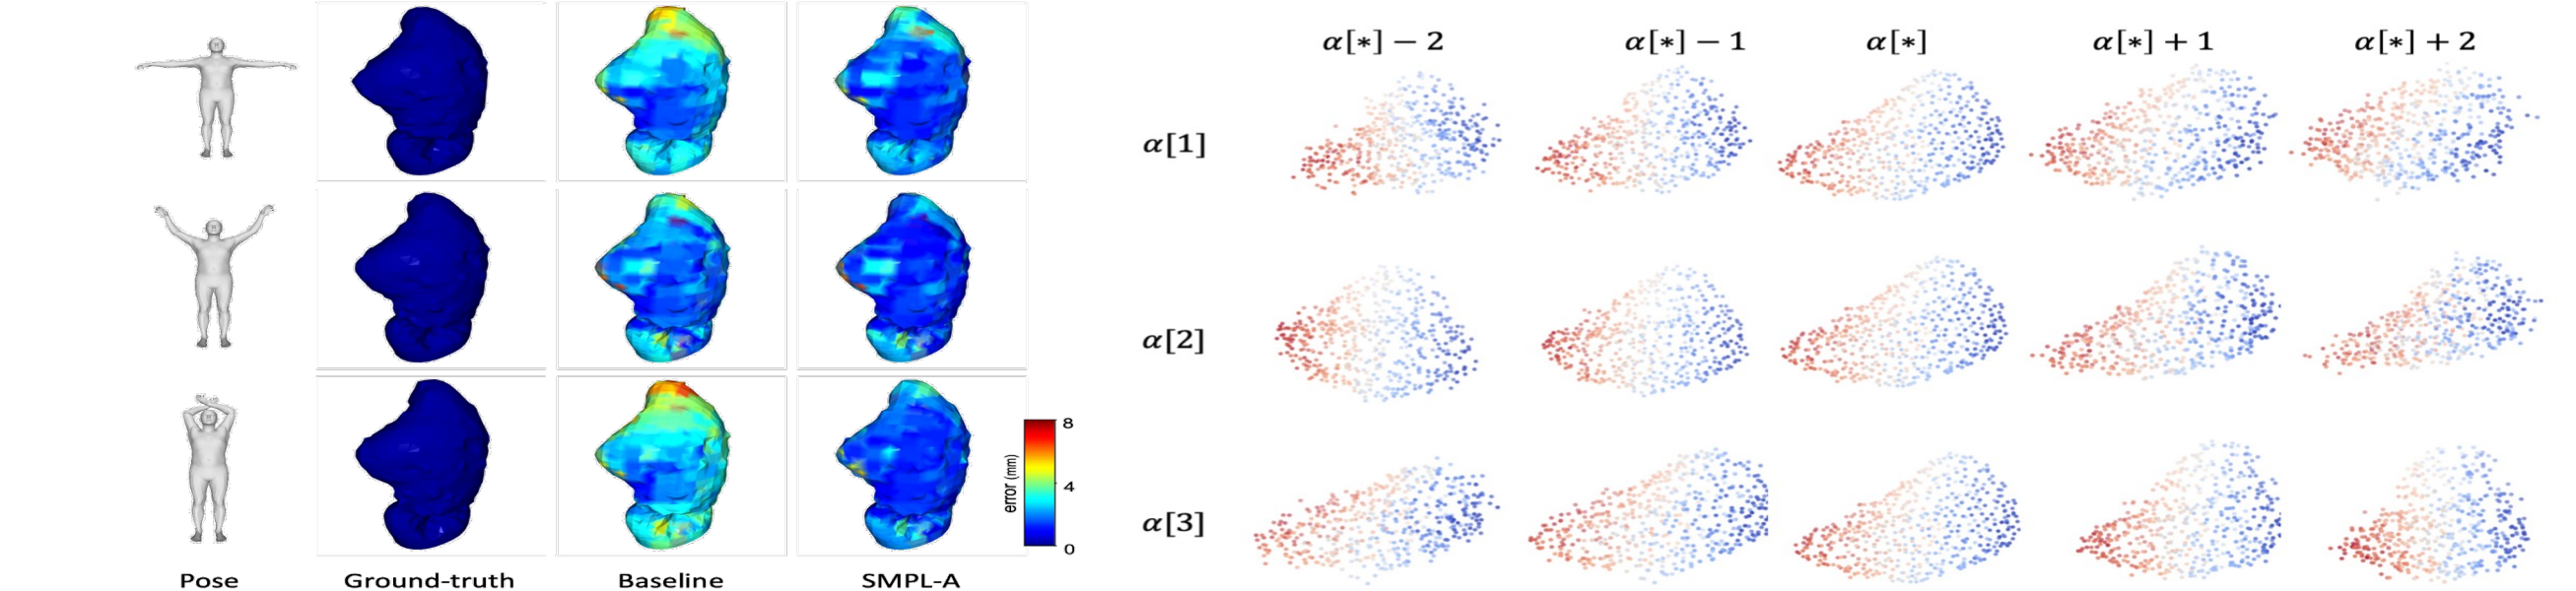 α[∗] − 2 α[∗] − 1 α[∗] α[∗] + 1 α[∗] + 2
α[1]
α[2]
α[3]
8
4
0
error (mm)
Pose Ground-truth Baseline SMPL-A